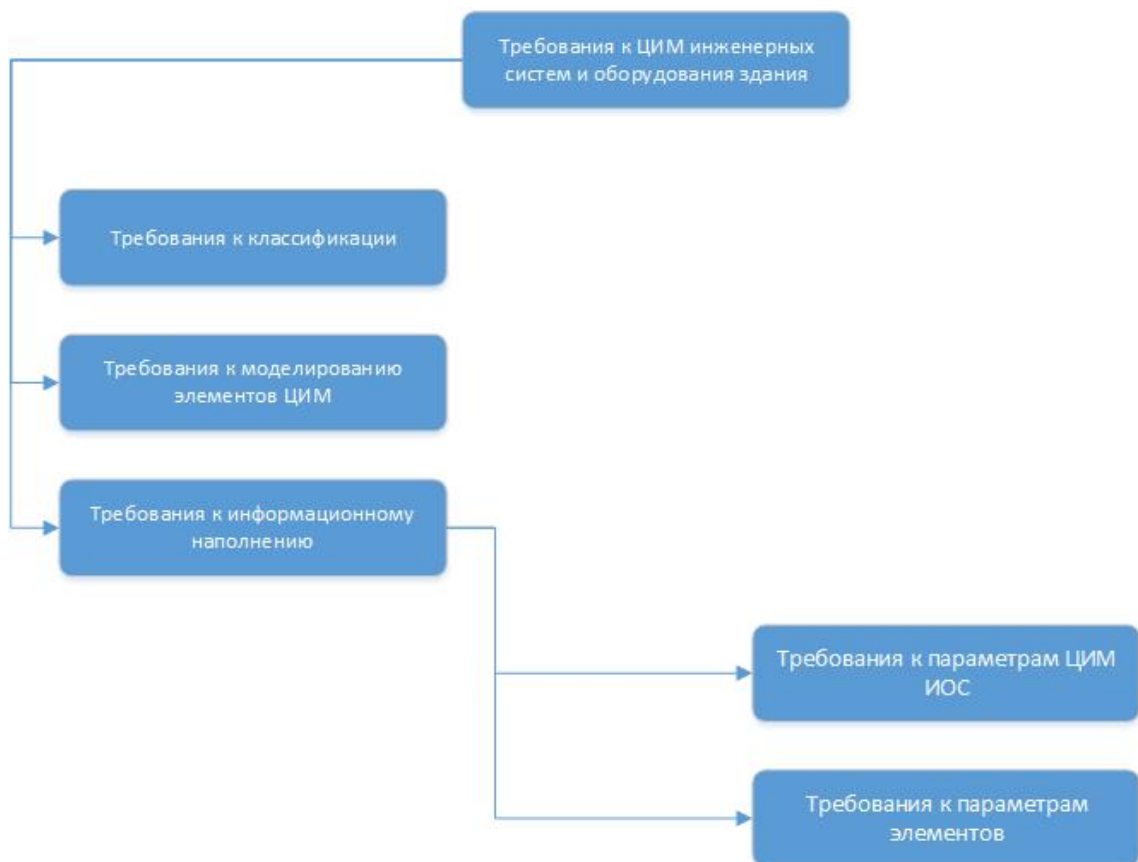 Требования к ЦИМ инженерных
систем и оборудования здания
Требования к классификации
Требования к моделированию
элементов ЦИМ
Требования к информационному
наполнению
Требования к параметрам ЦИМ
ИОС
Требования к параметрам
элементов